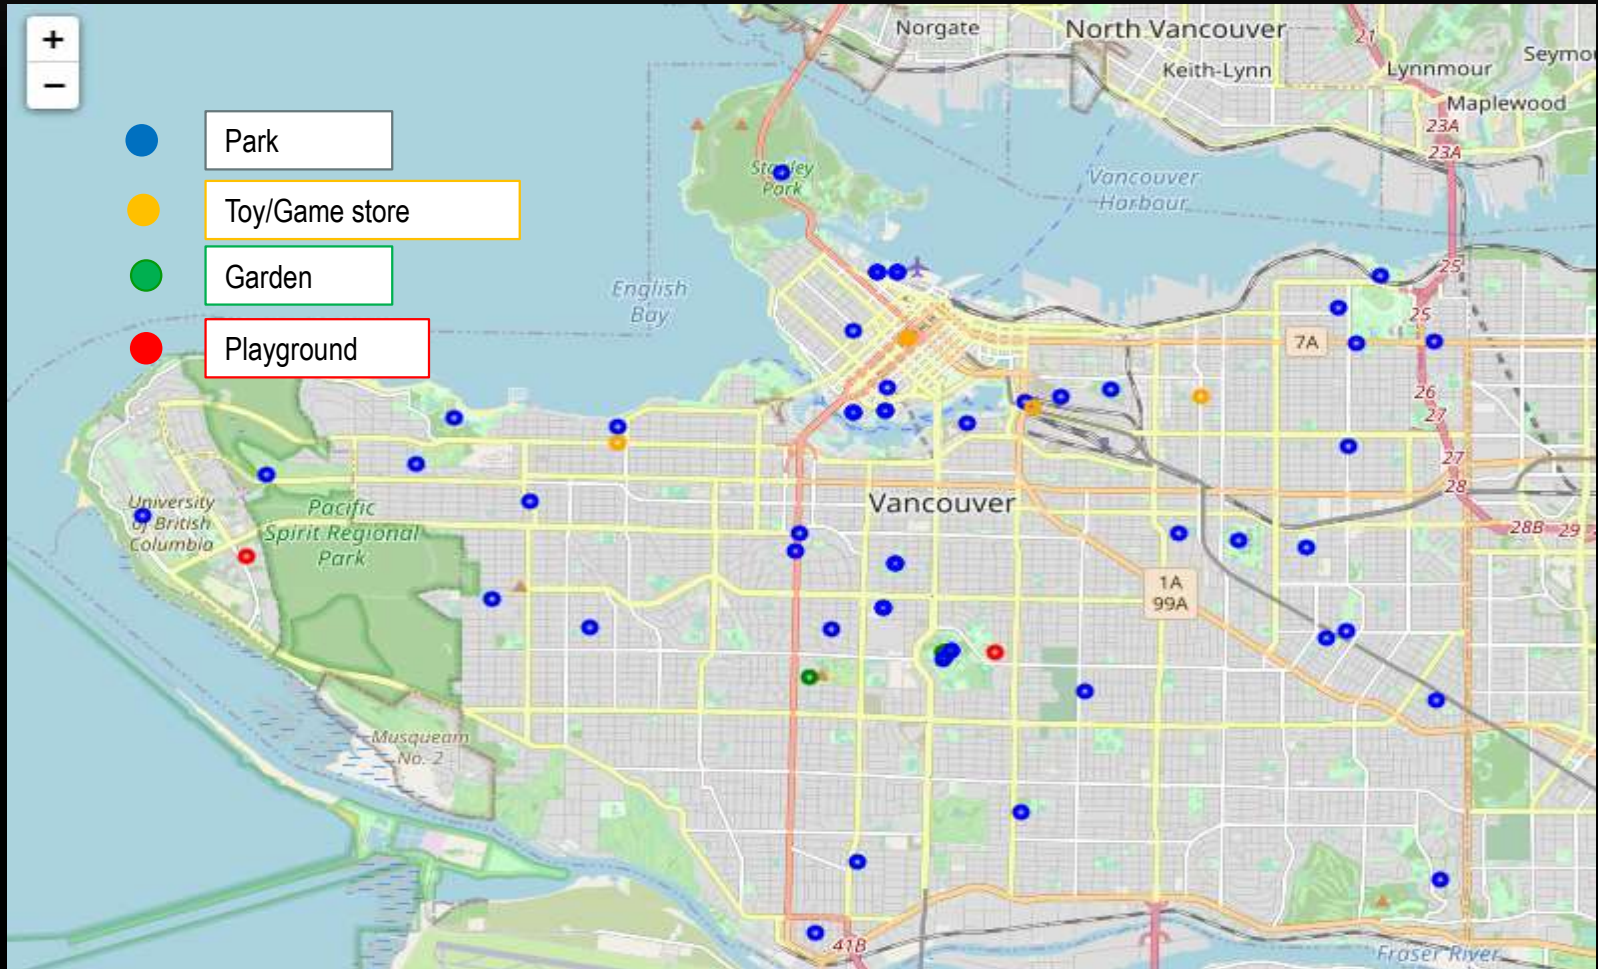 +
−
Park
Toy/Game store
Garden
Playground
Norgate
North Vancouver
Keith-Lynn
21
Lynnmour
Seymo
Maplewood
23A
23A
Stanley
Park
Vancouver
Harbour
English
Bay
25
25
7A
26
27
27
28
28B
29
University
of British
Columbia
Pacific
Spirit Regional
Park
Vancouver
1A
99A
Musqueam
No. 2
41B
Fraser River